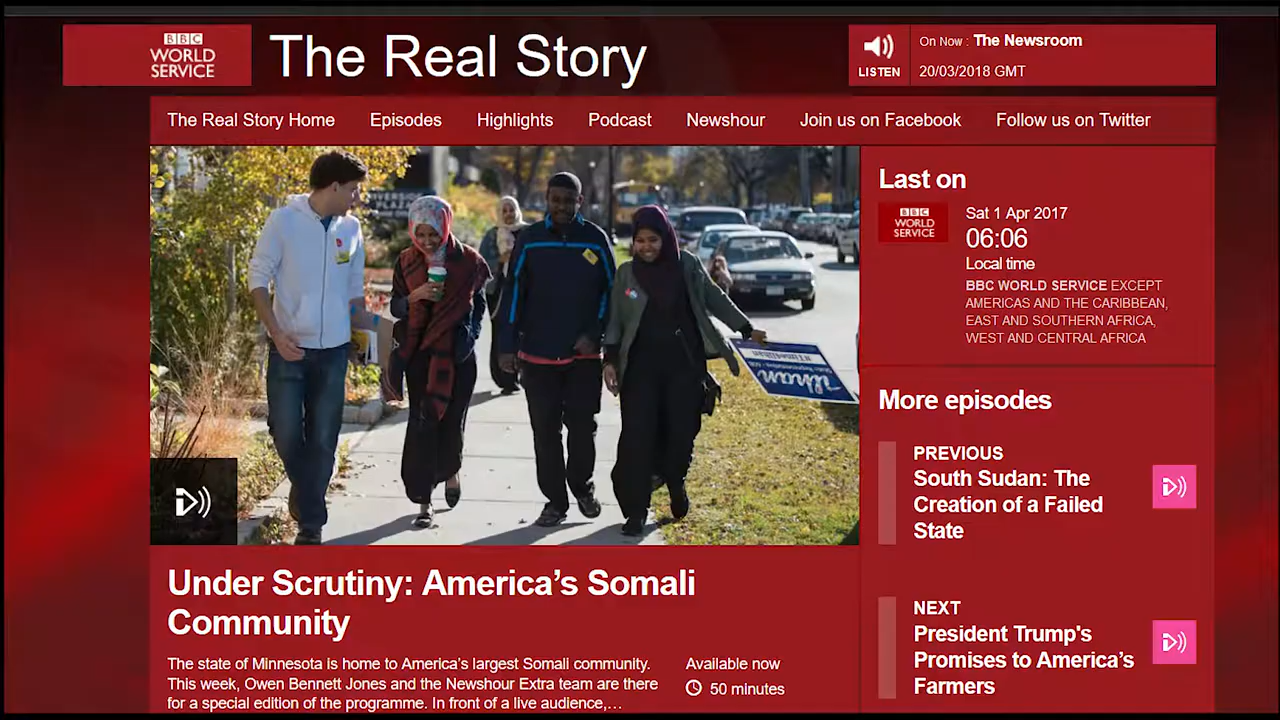 BBC
WORLD
SERVICE
The Real Story
LISTEN
On Now : The Newsroom
20/03/2018 GMT
The Real Story Home Episodes Highlights Podcast Newshour Join us on Facebook Follow us on Twitter
RIVERSIDE
PLAZA
ilhan
Under Scrutiny: America’s Somali
Community
The state of Minnesota is home to America’s largest Somali community.
This week, Owen Bennett Jones and the Newshour Extra team are there
for a special edition of the programme. In front of a live audience,…
Available now
50 minutes
Last on
BBC
WORLD
SERVICE
Sat 1 Apr 2017
06:06
Local time
BBC WORLD SERVICE EXCEPT
AMERICAS AND THE CARIBBEAN,
EAST AND SOUTHERN AFRICA,
WEST AND CENTRAL AFRICA
More episodes
PREVIOUS
South Sudan: The
Creation of a Failed
State
NEXT
President Trump's
Promises to America’s
Farmers